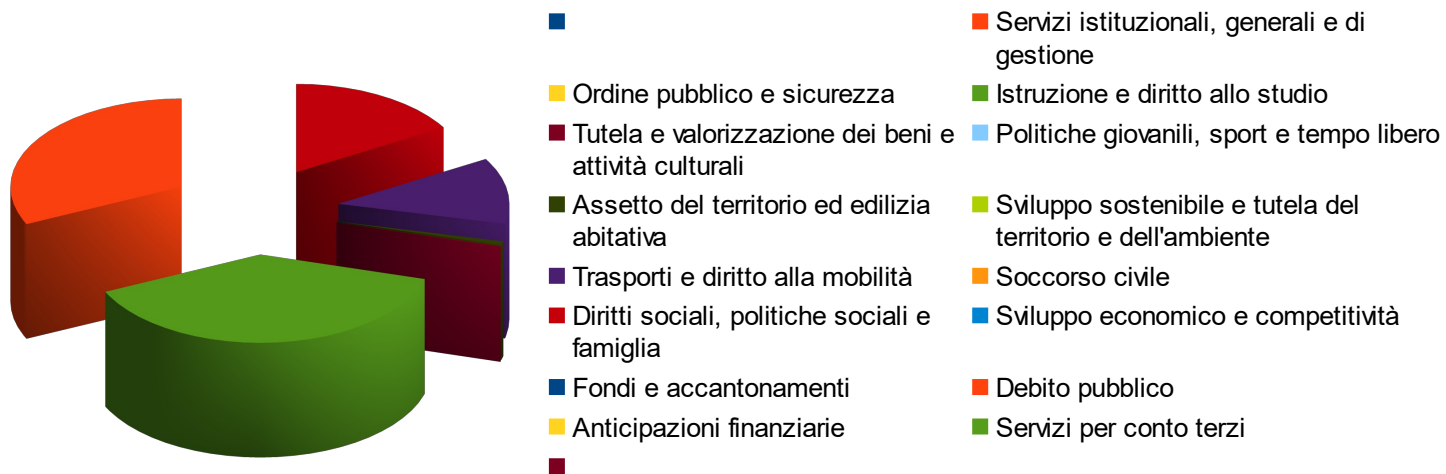 Servizi istituzionali, generali e di
gestione
Ordine pubblico e sicurezza
Istruzione e diritto allo studio
Tutela e valorizzazione dei beni e
attività culturali
Politiche giovanili, sport e tempo libero
Assetto del territorio ed edilizia
abitativa
Sviluppo sostenibile e tutela del
territorio e dell'ambiente
Trasporti e diritto alla mobilità
Soccorso civile
Diritti sociali, politiche sociali e
famiglia
Sviluppo economico e competitività
Fondi e accantonamenti
Debito pubblico
Anticipazioni finanziarie
Servizi per conto terzi